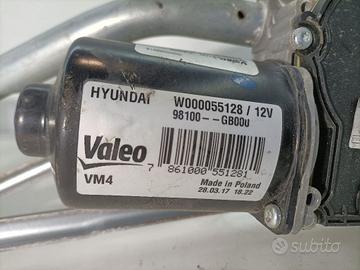 HYUNDAI W000055128 / 12V
98100--GB00U
Valeo
7 861000 551281
VM4
Made in Poland
28.03.17 18.22
subito